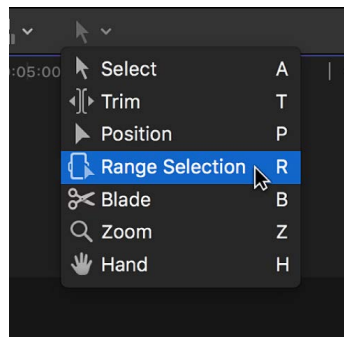 :05:00
Select A
Trim T
Position P
Range Selection R
Blade B
Zoom Z
Hand H